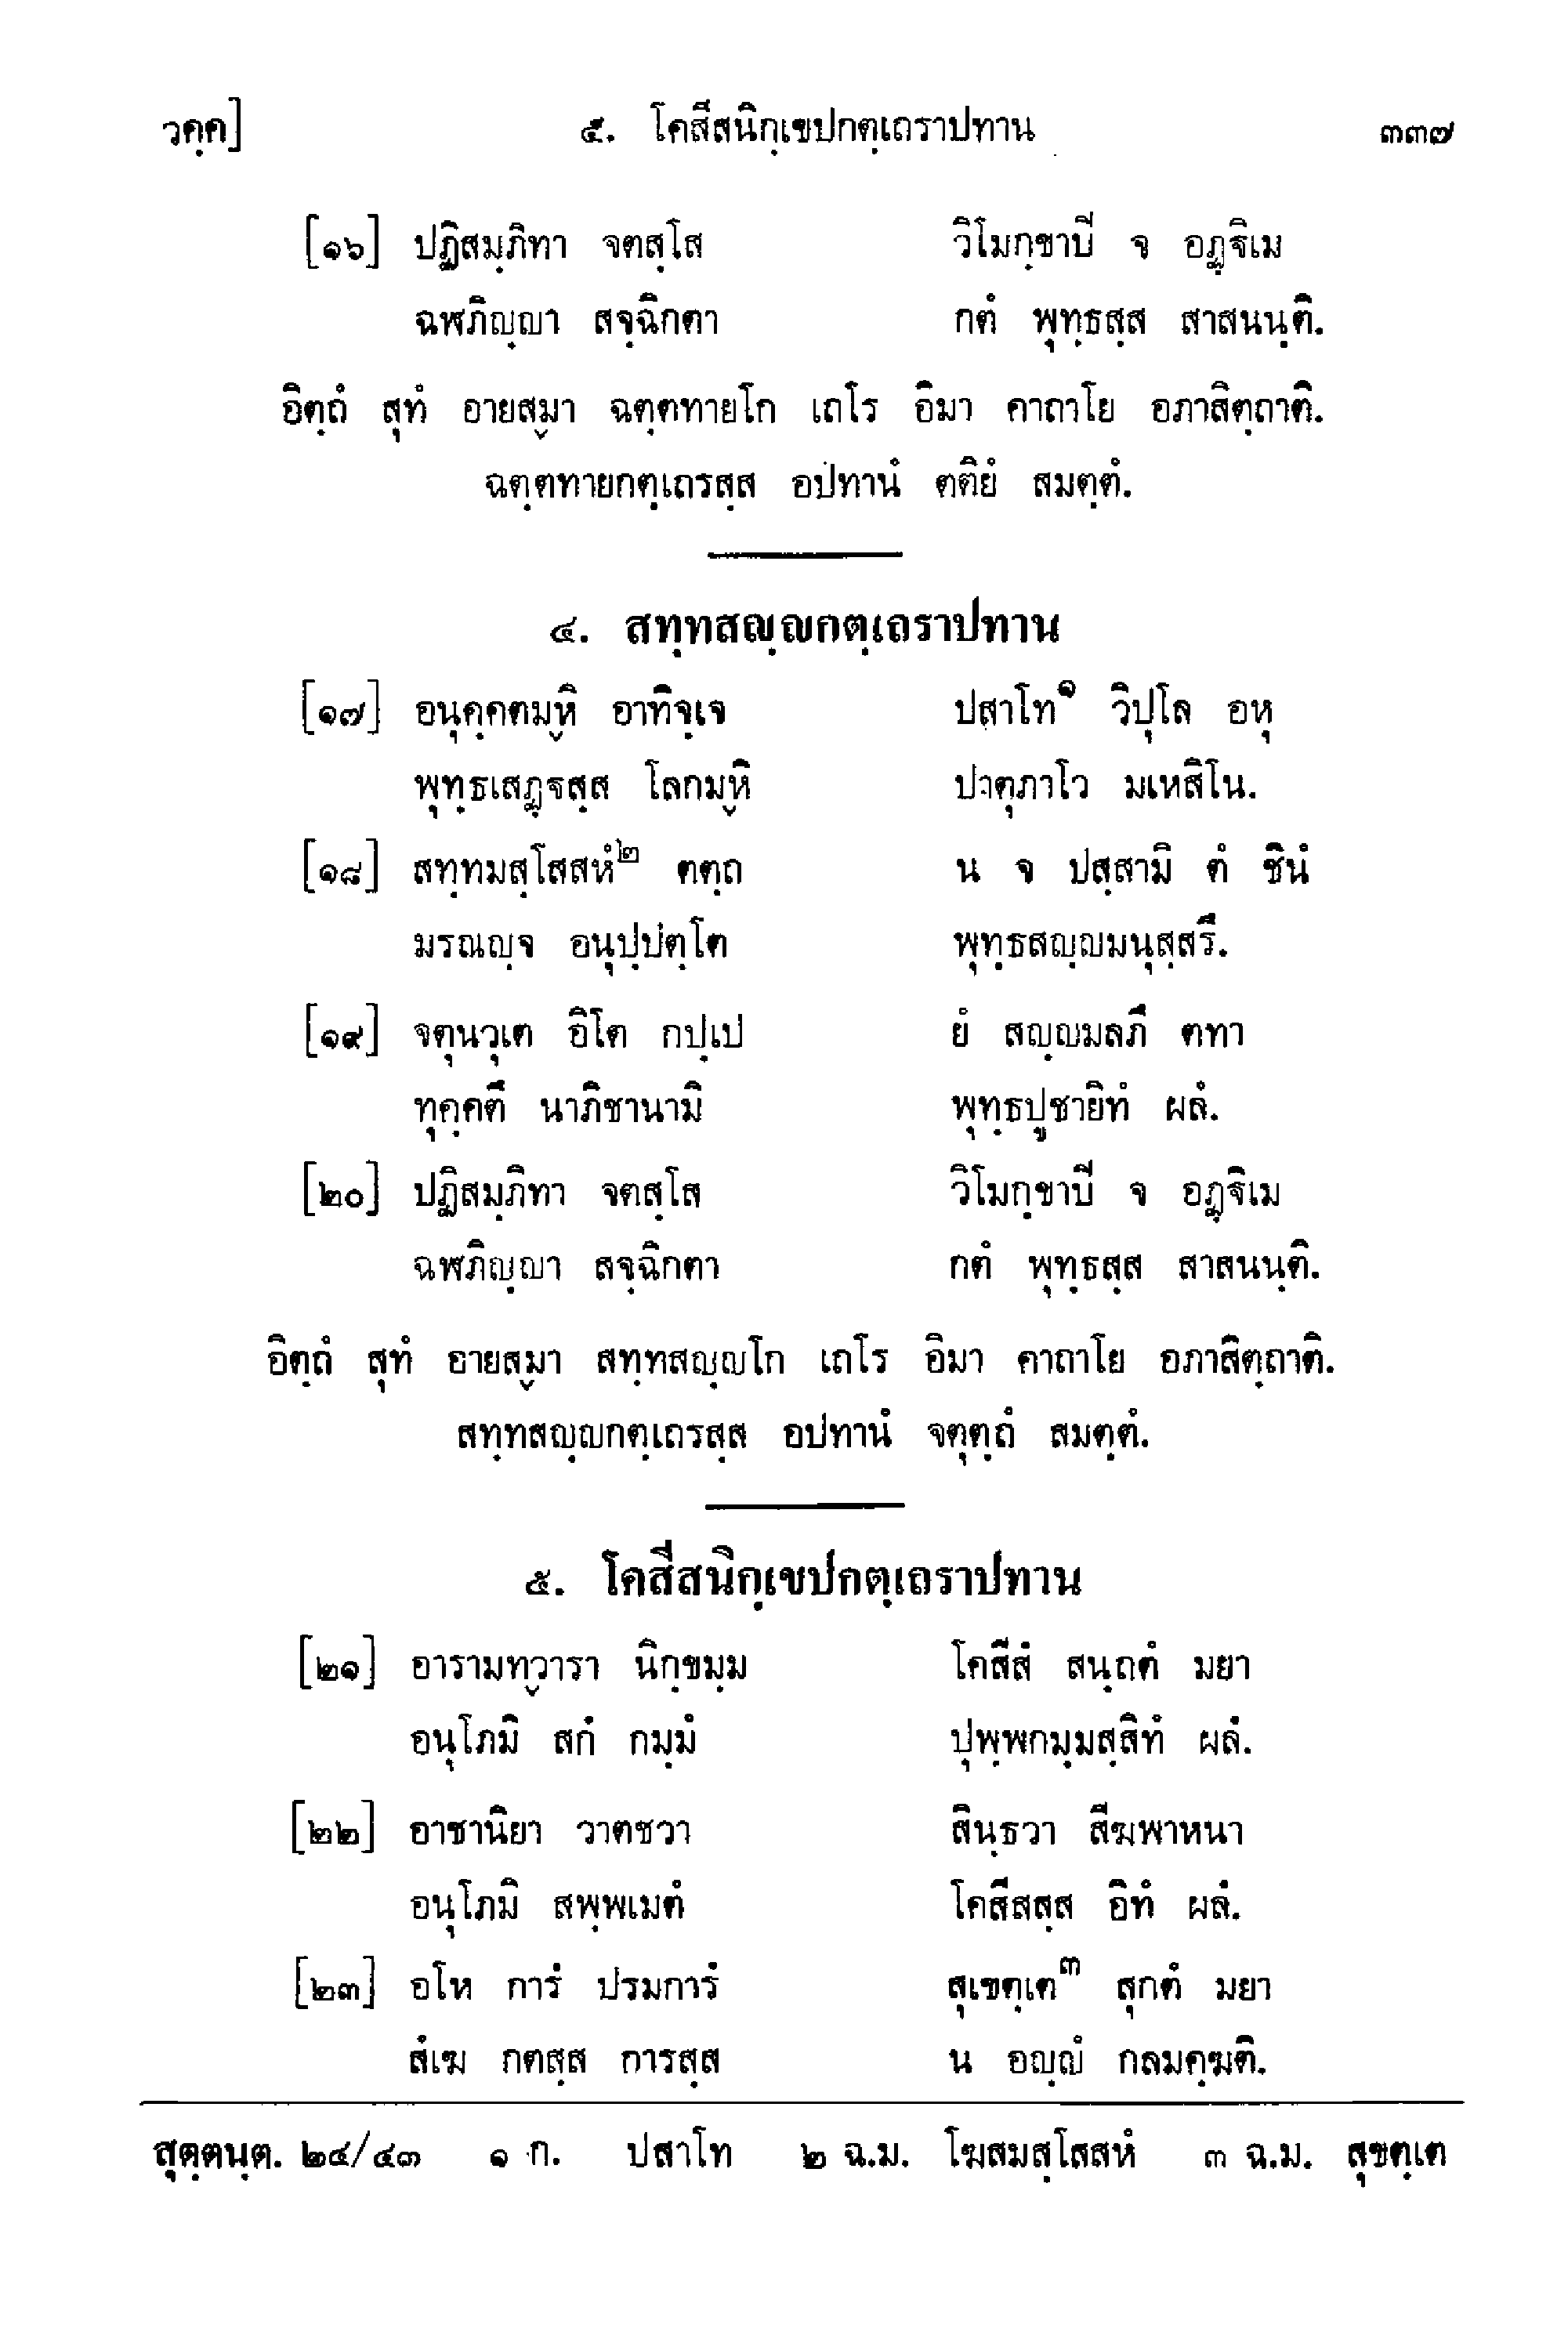 วคฺค] ๕. โคสีสนิกฺเขปกตฺเถราปทาน ๓๓๗
[๑๖] ปฏิสมฺภิทา จตสฺโส วิโมกฺขาปิ จ อฏฺฐิเม
ฉฬภิญฺญา สจฺฉิกตา กตํ พุทฺธสฺส สาสนนฺติ.
อิตฺถํ สุทํ อายสฺมา ฉตฺตทายโก เถโร อิมา คาถาโย อภาสิตฺถาติ.
ฉตฺตทายกตฺเถรสฺส อปทานํ ตติยํ สมตฺตํ.
๔. สทฺทสญฺญกตฺเถราปทาน
[๑๗] อนุคฺคตมฺหิ อาทิจฺเจ ปสาโท๑ วิปุโล อหุ
พุทฺธเสฏฺฐสฺส โลกมฺหิ ปาตุภาโว มเหสิโน.
[๑๘] สทฺทมสฺโสสหํ๒ ตตฺถ น จ ปสฺสามิ ตํ ชินํ
มรณญฺจ อนุปฺปตฺโต พุทฺธสญฺญมนุสฺสรึ.
[๑๙] จตุนวุเต อิโต กปฺเป ยํ สญฺญมลภึ ตทา
ทุคฺคตึ นาภิชานามิ พุทฺธปูชายิทํ ผลํ.
[๒๐] ปฏิสมฺภิทา จตสฺโส วิโมกฺขาปิ จ อฏฺฐิเม
ฉฬภิญฺญา สจฺฉิกตา กตํ พุทฺธสฺส สาสนนฺติ.
อิตฺถํ สุทํ อายสฺมา สทฺทสญฺญโก เถโร อิมา คาถาโย อภาสิตฺถาติ.
สทฺทสญฺญกตฺเถรสฺส อปทานํ จตุตฺถํ สมตฺตํ.
๕. โคสีสนิกฺเขปกตฺเถราปทาน
[๒๑] อารามทฺวารา นิกฺขมฺม โคสีสํ สนฺถตํ มยา
อนุโภมิ สกํ กมฺมํ ปุพฺพกมฺมสฺสิทํ ผลํ.
[๒๒] อาชานิยา วาตชวา สินฺธวา สีฆพาหนา
อนุโภมิ สพฺพเมตํ โคสีสสฺส อิทํ ผลํ.
[๒๓] อโห การํ ปรมการํ สุเขตฺเต๓ สุกตํ มยา
สํเฆ กตสฺส การสฺส น อญฺญํ กลมคฺฆติ.
สุตฺตนฺต. ๒๔/๔๓ ๑ ก. ปสาโท ๒ ฉ.ม. โฆสมสฺโสสหํ ๓ ฉ.ม. สุขตฺเต